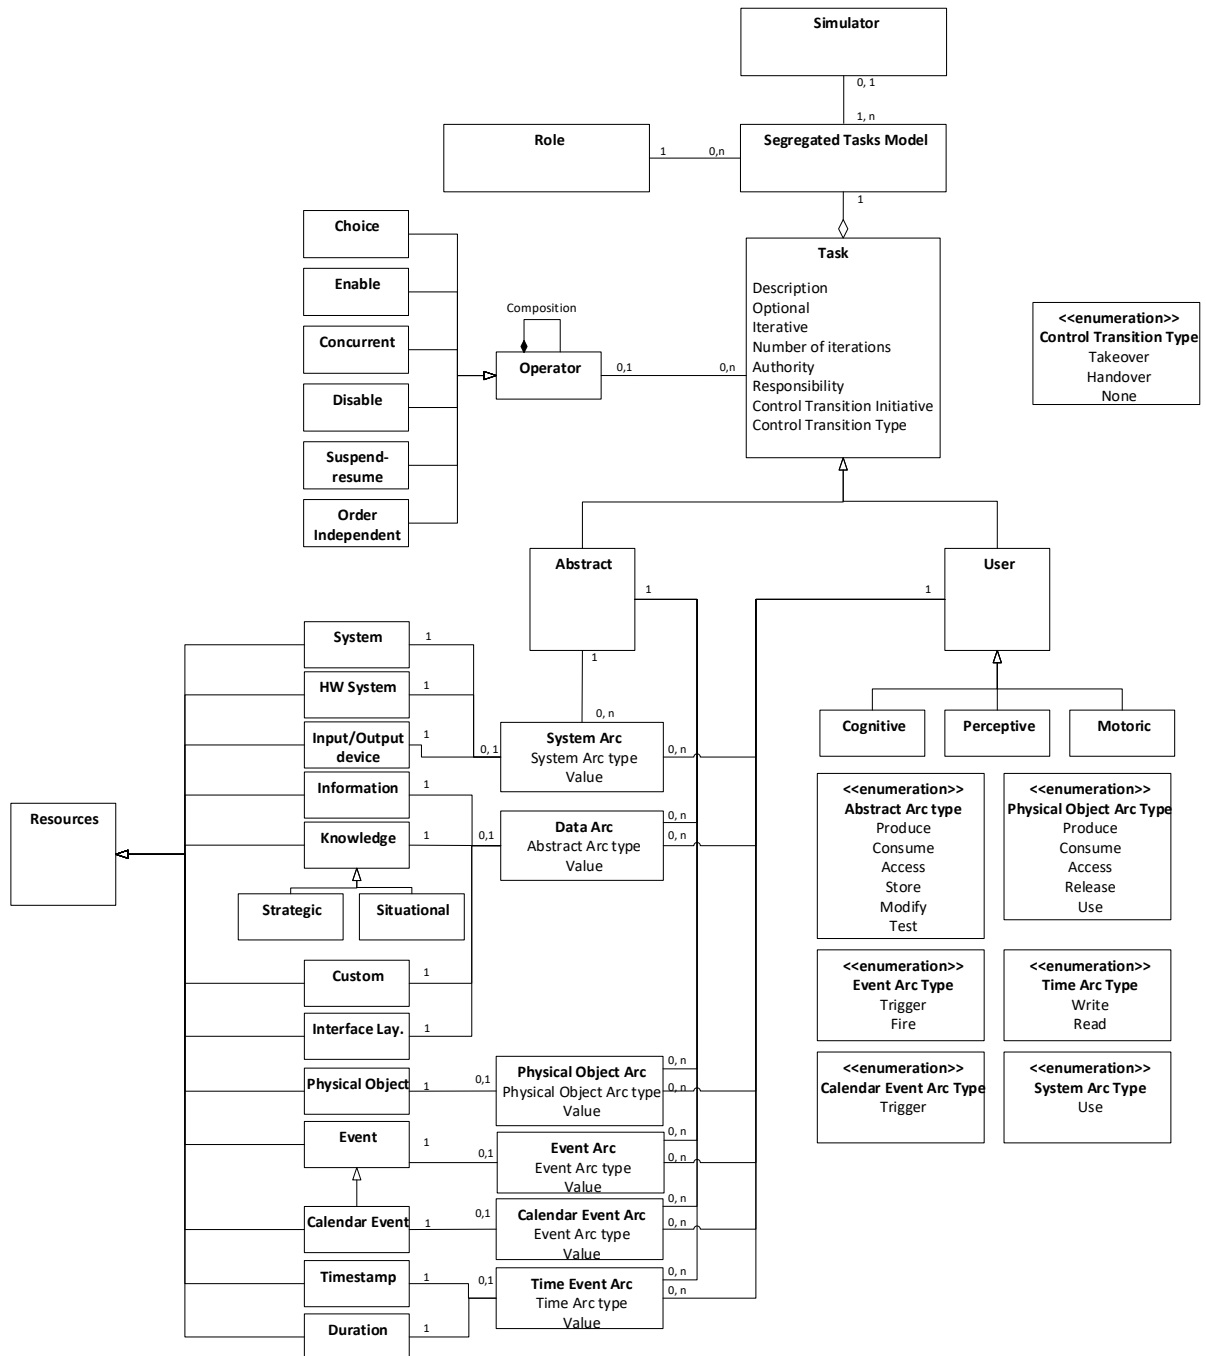 Simulator
0, 1
1, n
Role
1
0,n
Segregated Tasks Model
1
Choice
Enable
Concurrent
Disable
Suspend-
resume
Order
Independent
Composition
Operator
0,1
0,n
Task
Description
Optional
Iterative
Number of iterations
Authority
Responsibility
Control Transition Initiative
Control Transition Type
<<enumeration>>
Control Transition Type
Takeover
Handover
None
Abstract
1
1
0, n
User
1
Cognitive
Perceptive
Motoric
System
1
HW System
1
Input/Output
device
1
Information
1
Knowledge
1
Strategic
Situational
Custom
1
Interface Lay.
1
Physical Object
1
Event
1
Calendar Event
1
Timestamp
1
Duration
1
Resources
0, 1
System Arc
System Arc type
Value
0, n
0,1
Data Arc
Abstract Arc type
Value
0, n
0, n
0,1
Physical Object Arc
Physical Object Arc type
Value
0, n
0, n
0,1
Event Arc
Event Arc type
Value
0, n
0, n
0,1
Calendar Event Arc
Event Arc type
Value
0, n
0, n
0,1
Time Event Arc
Time Arc type
Value
0, n
0, n
<<enumeration>>
Abstract Arc type
Produce
Consume
Access
Store
Modify
Test
<<enumeration>>
Physical Object Arc Type
Produce
Consume
Access
Release
Use
<<enumeration>>
Event Arc Type
Trigger
Fire
<<enumeration>>
Time Arc Type
Write
Read
<<enumeration>>
Calendar Event Arc Type
Trigger
<<enumeration>>
System Arc Type
Use